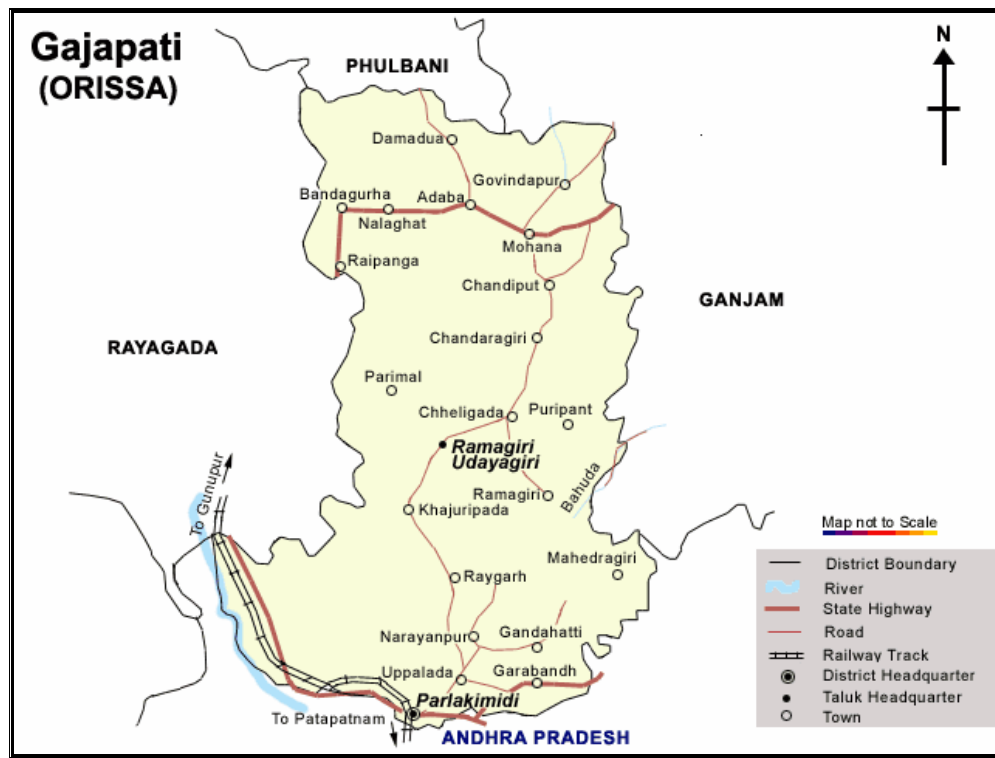 Gajapati
(ORISSA)
PHULBANI
N
Damadua
Govindapur
Bandagurha
Adaba
Nalaghat
Mohana
Raipanga
Chandiput
GANJAM
Chandaragiri
RAYAGADA
Parimal
Chheligada
Puripant
Ramagiri
Udayagiri
To Gunupur
Bahuda
Ramagiri
Khajuripada
Map not to Scale
Mahedragiri
District Boundary
Raygarh
River
State Highway
Narayanpur
Gandahatti
Road
Railway Track
Uppalada
Garabandh
District Headquarter
Parlakimidi
Taluk Headquarter
To Patapatnam
Town
ANDHRA PRADESH